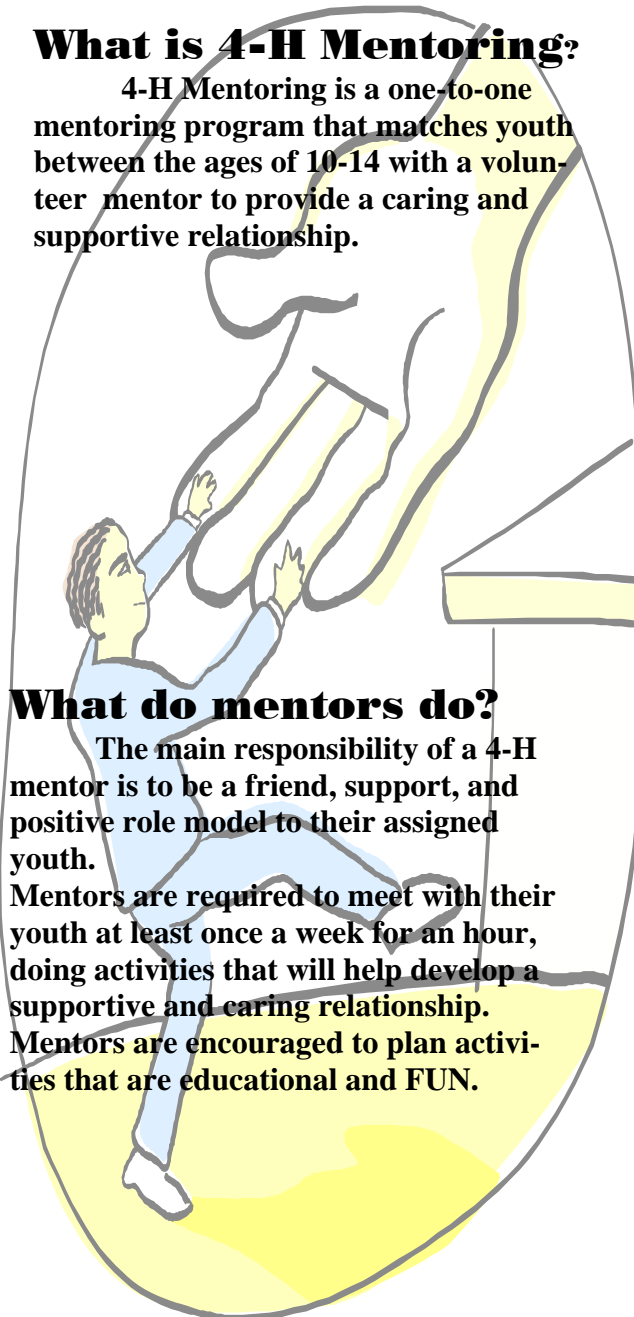 What is 4-H Mentoring?
4-H Mentoring is a one-to-one
mentoring program that matches youth
between the ages of 10-14 with a volun-
teer mentor to provide a caring and
supportive relationship.
What do mentors do?
The main responsibility of a 4-H
mentor is to be a friend, support, and
positive role model to their assigned
youth.
Mentors are required to meet with their
youth at least once a week for an hour,
doing activities that will help develop a
supportive and caring relationship.
Mentors are encouraged to plan activi-
ties that are educational and FUN.